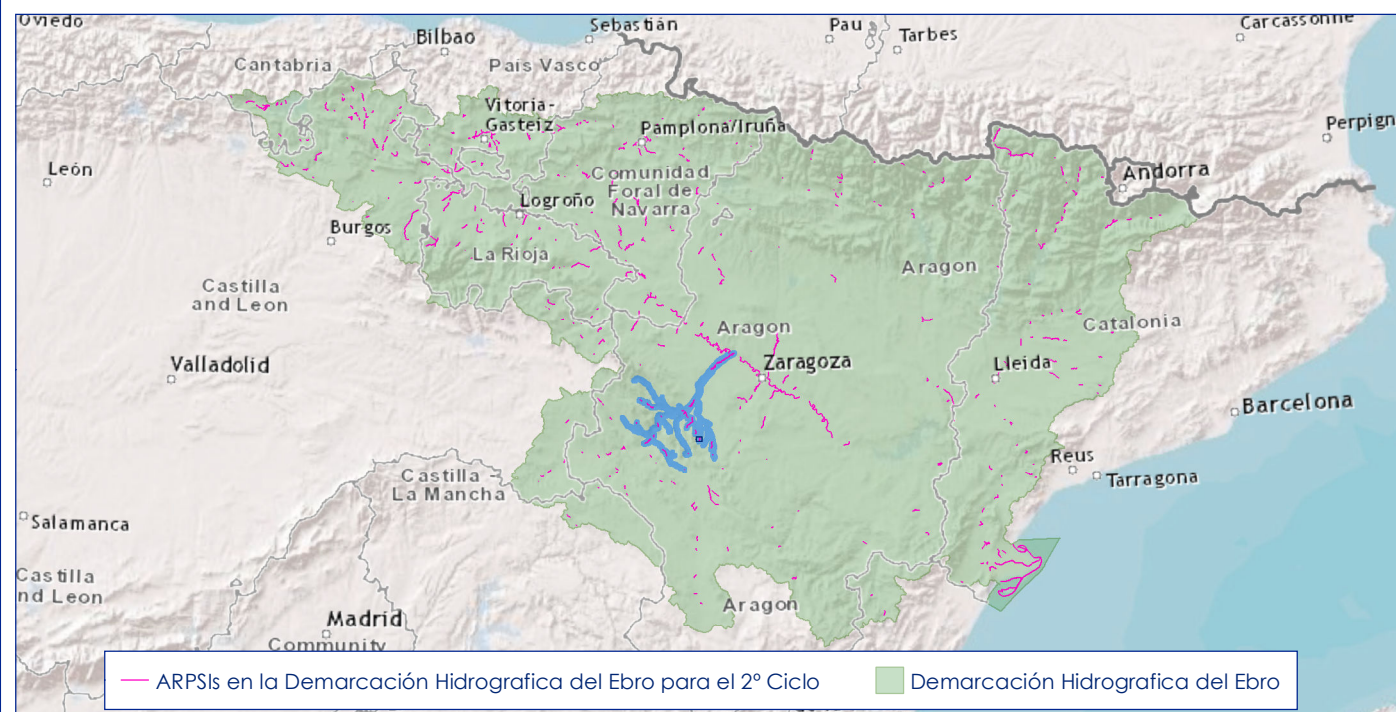 Oviedo
Sebastián
Pau
Carcassonne
Bilbao
Tarbes
Cantabria
País Vasco
Vitoria-
Gasteiz
Pamplona/Iruña
Perpign
León
Comunidad
Foral de
Navarra
Andorra
Logroño
Burgos
La Rioja
Aragon
Castilla
and Leon
Aragon
Catalonia
Valladolid
Zaragoza
Lleida
Barcelona
Reus
Castilla
La Mancha
Tarragona
Salamanca
Castilla
nd Leon
Aragon
Madrid
Community
ARPSIs en la Demarcación Hidrografica del Ebro para el 2º Ciclo
Demarcación Hidrografica del Ebro